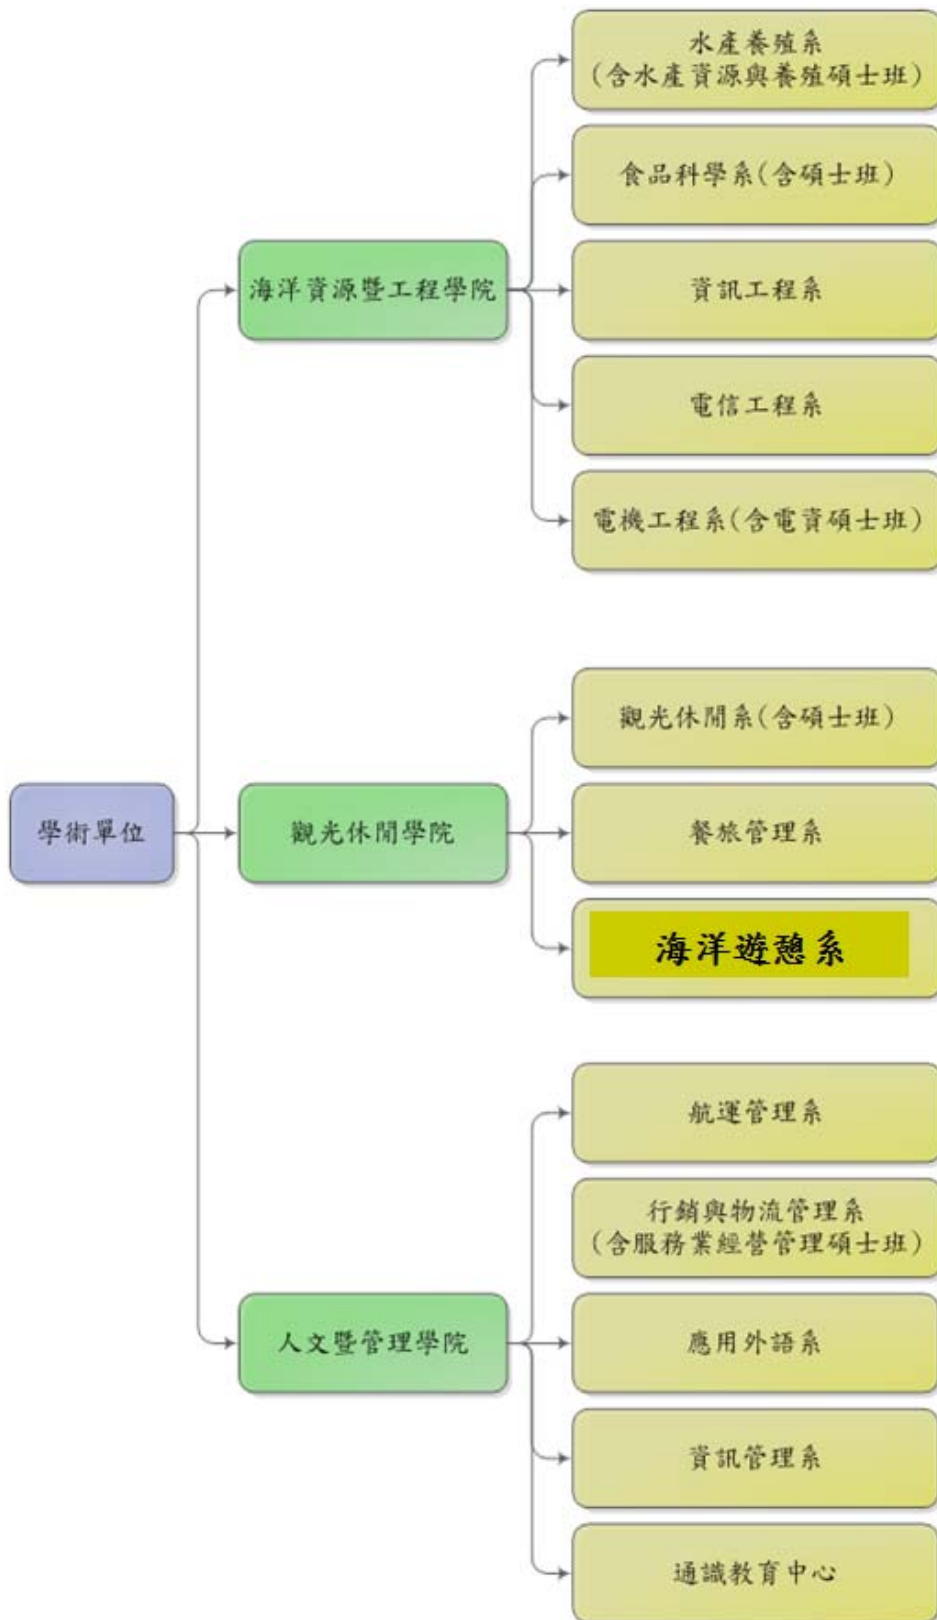 學術單位
海洋資源暨工程學院
水產養殖系
(含水產資源與養殖碩士班)
食品科學系(含碩士班)
資訊工程系
電信工程系
電機工程系(含電資碩士班)
觀光休閒學院
觀光休閒系(含碩士班)
餐旅管理系
海洋遊憩系
人文暨管理學院
航運管理系
行銷與物流管理系
(含服務業經營管理碩士班)
應用外語系
資訊管理系
通識教育中心